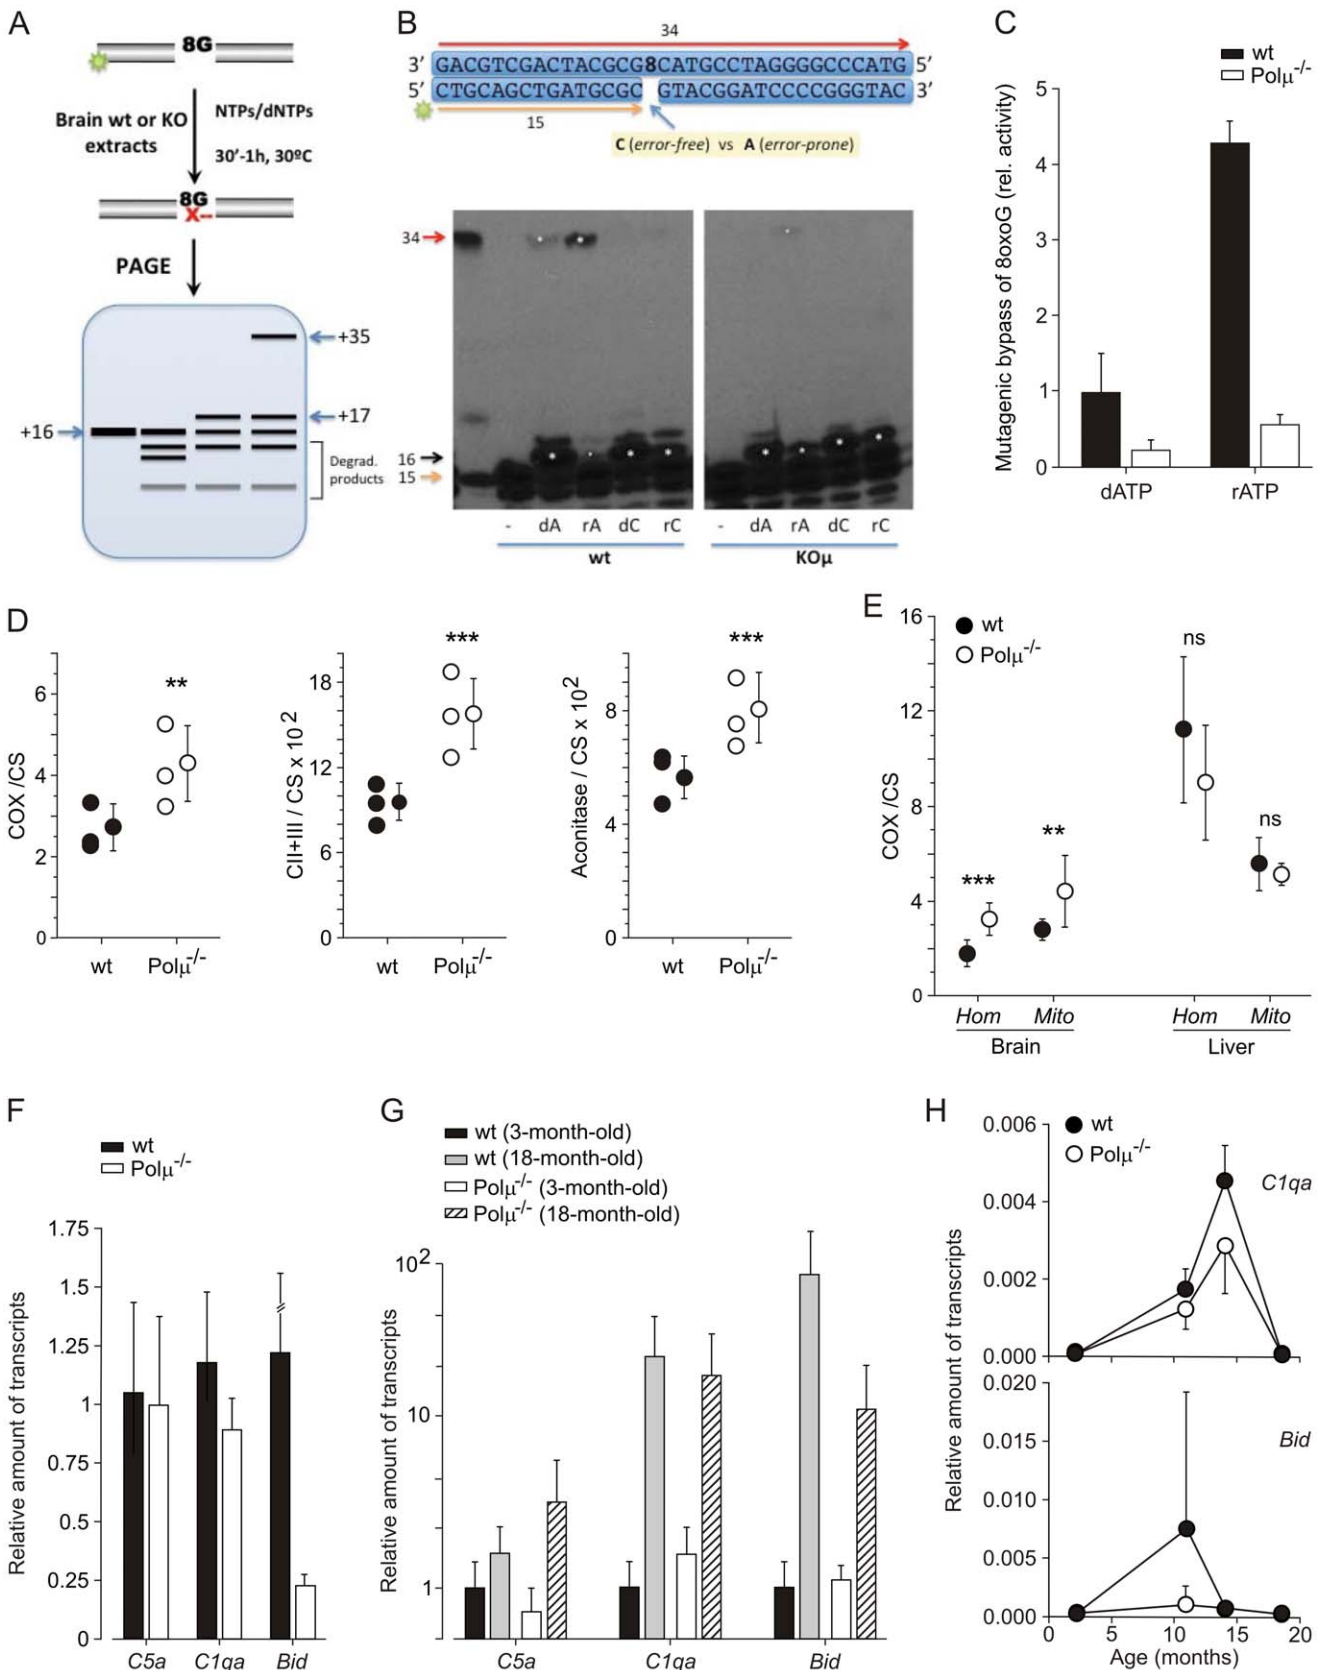 A
8G
Brain wt or KO
extracts
NTPs/dNTPs
30'-1h, 30ºC
8G
X--
PAGE
+35
+17
+16
Degrad.
products
B
34
3' GACGTCGACTACGCG8CATGCCTAGGGGCCCATG 5'
5' CTGCAGCTGATGCGC GTACGGATCCCCGGGTAC 3'
15
C (error-free) vs A (error-prone)
34
16
15
- dA rA dC rC
- dA rA dC rC
wt
KOμ
C
wt
Polμ-/-
Mutagenic bypass of 8oxoG (rel. activity)
5
4
3
2
1
0
dATP
rATP
D
COX /CS
6
4
2
0
**
wt
Polμ-/-
CII+III / CS x 10²
18
12
6
0
***
wt
Polμ-/-
Aconitase / CS x 10²
8
4
0
***
wt
Polμ-/-
E
wt
Polμ-/-
COX /CS
16
12
8
4
0
***
**
ns
ns
Hom Mito
Hom Mito
Brain
Liver
F
wt
Polμ-/-
Relative amount of transcripts
1.75
1.5
1.25
1
0.75
0.5
0.25
0
C5a C1qa Bid
G
wt (3-month-old)
wt (18-month-old)
Polμ-/- (3-month-old)
Polμ-/- (18-month-old)
Relative amount of transcripts
10²
10
1
C5a C1qa Bid
H
wt
Polμ-/-
C1qa
Relative amount of transcripts
0.006
0.004
0.002
0.000
Bid
0.020
0.015
0.010
0.005
0.000
0 5 10 15 20
Age (months)